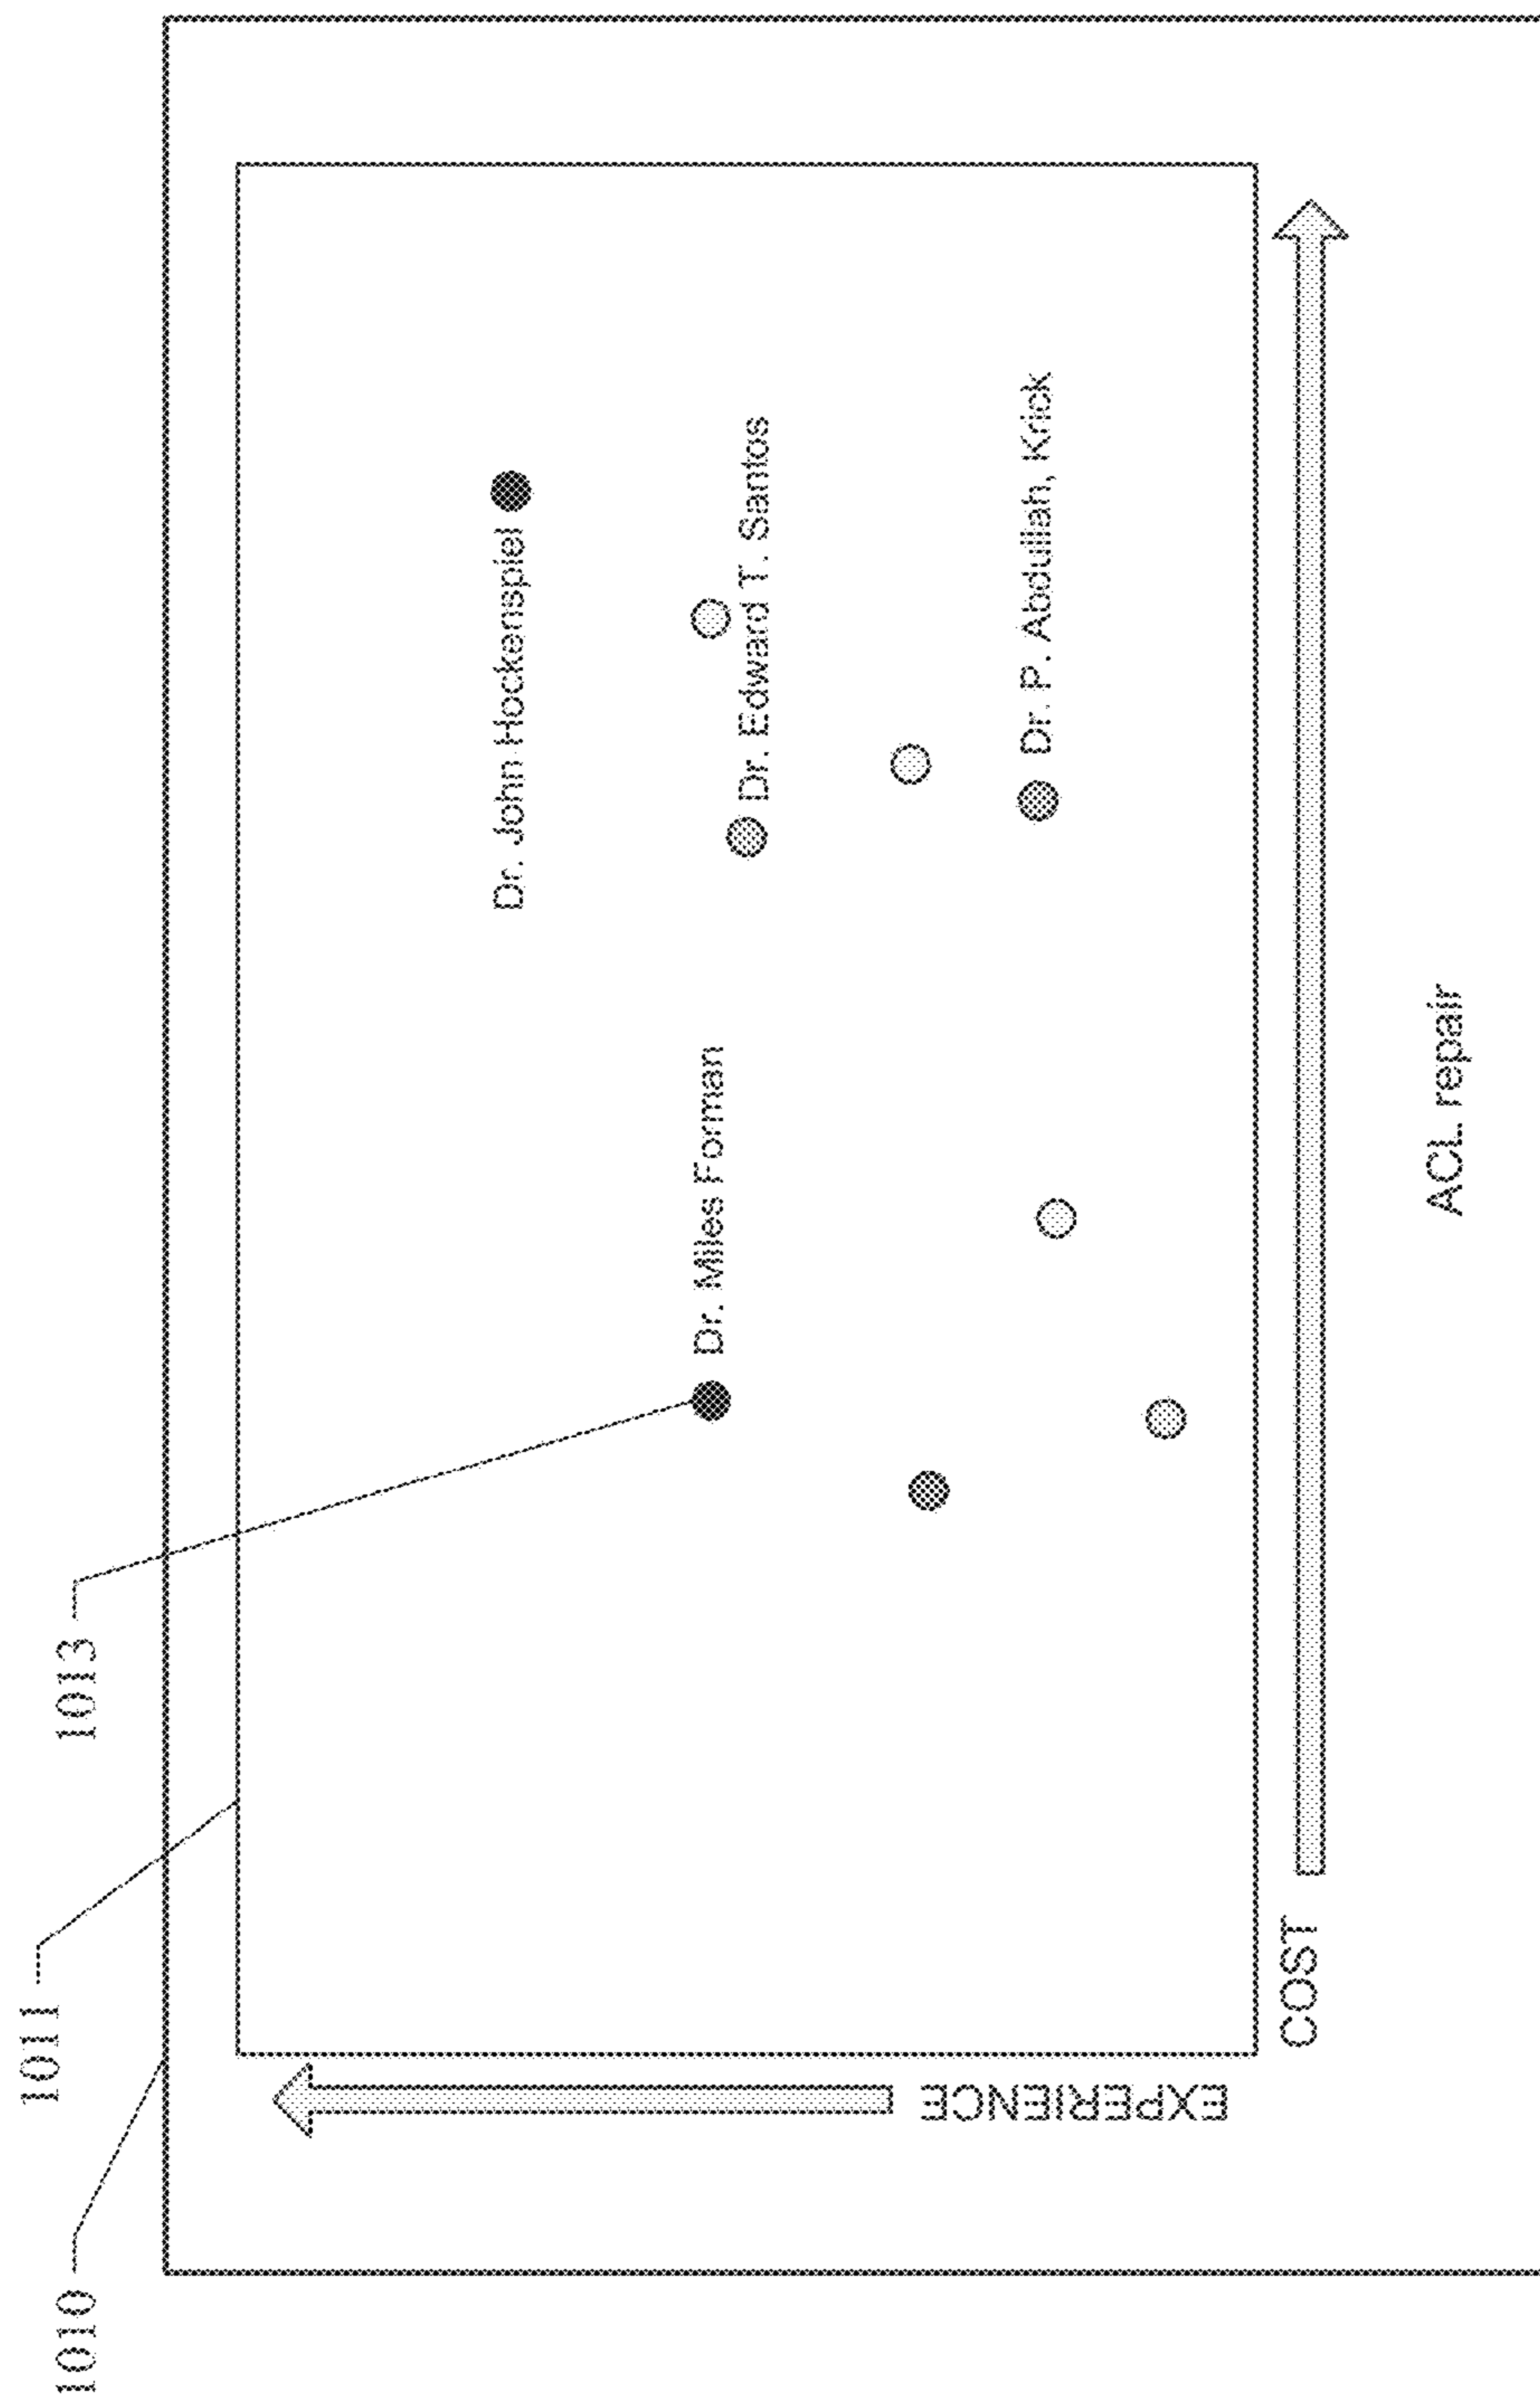 1010
1011
1013
EXPERIENCE
Dr. John Hockenspiel
Dr. Miles Forman
Dr. Edward T. Santos
Dr. P. Abdullah, Krick
COST
ACL repair